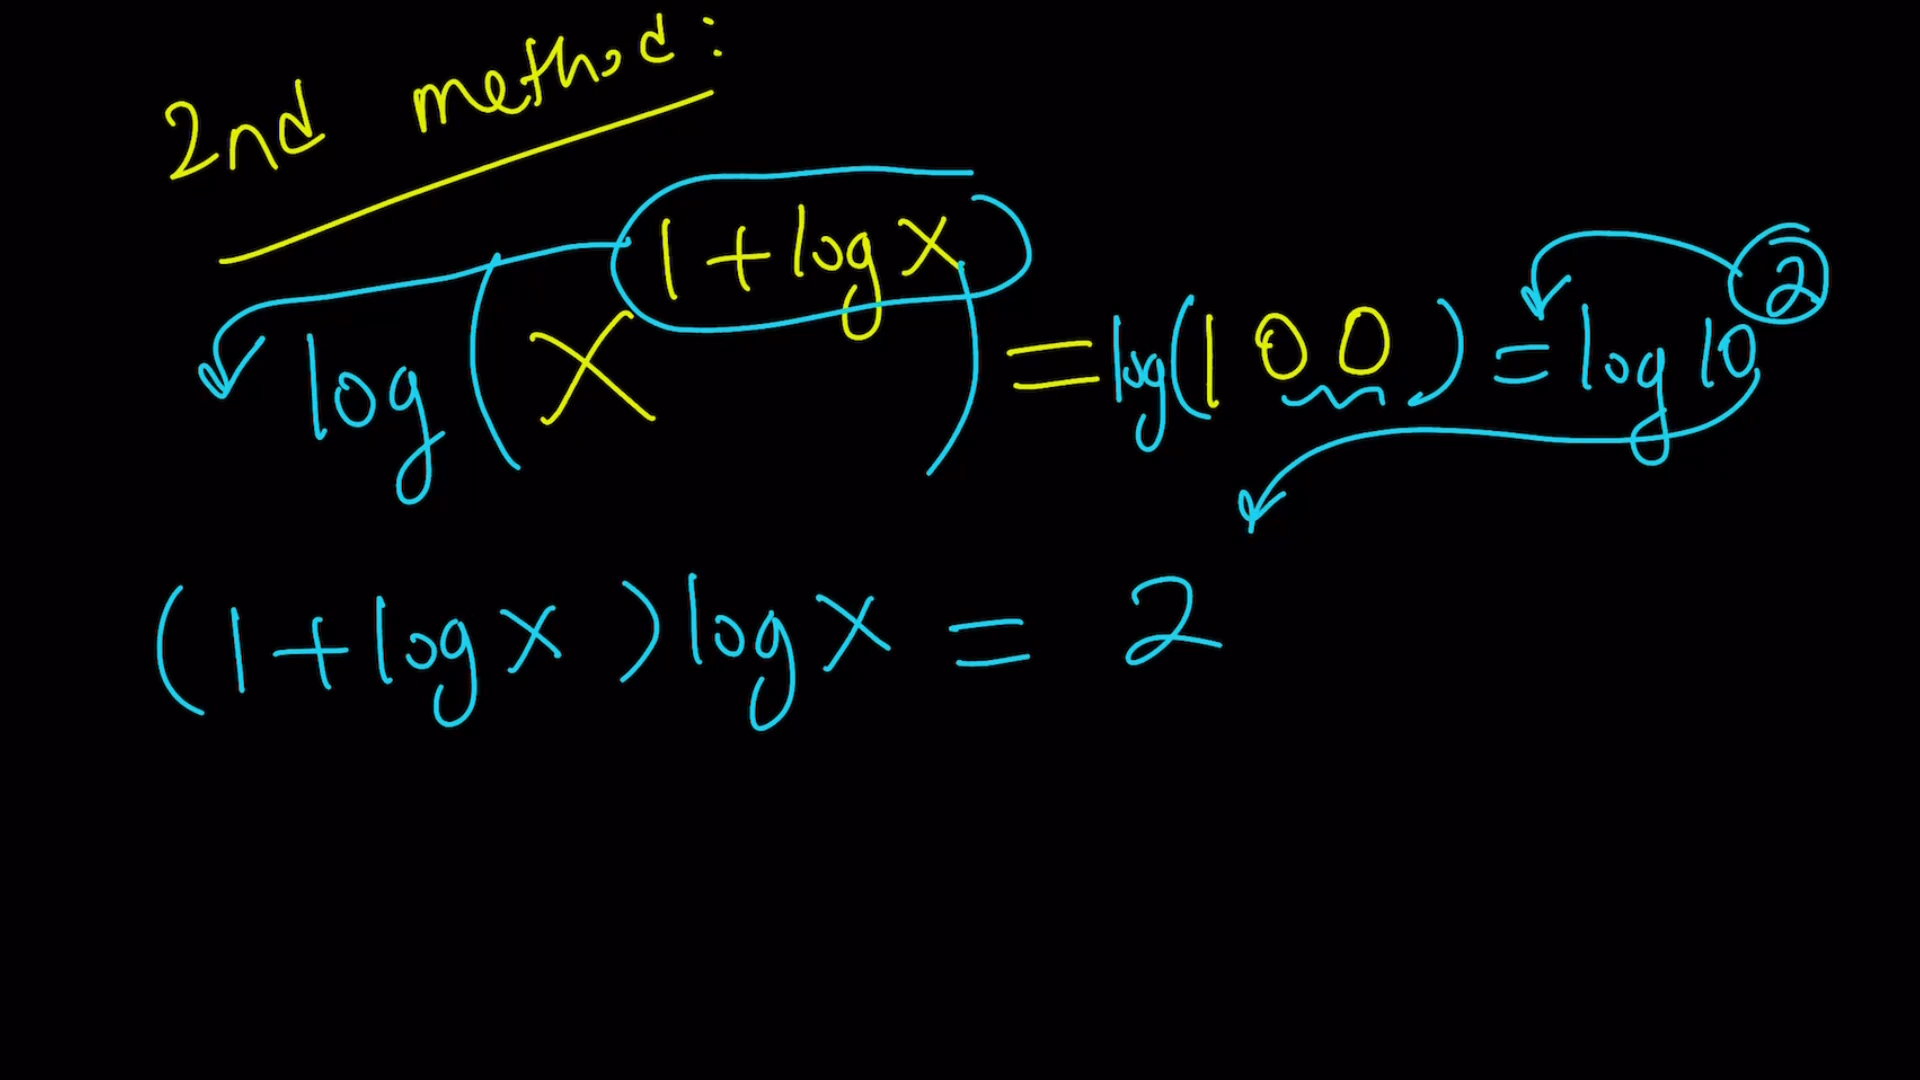 2nd method:
log(x^(1+log x)) = log(100) = log 10^2
(1+log x) log x = 2